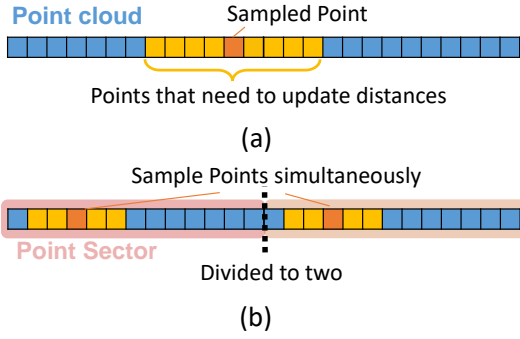 Point cloud
Sampled Point
Points that need to update distances
(a)
Sample Points simultaneously
Point Sector
Divided to two
(b)